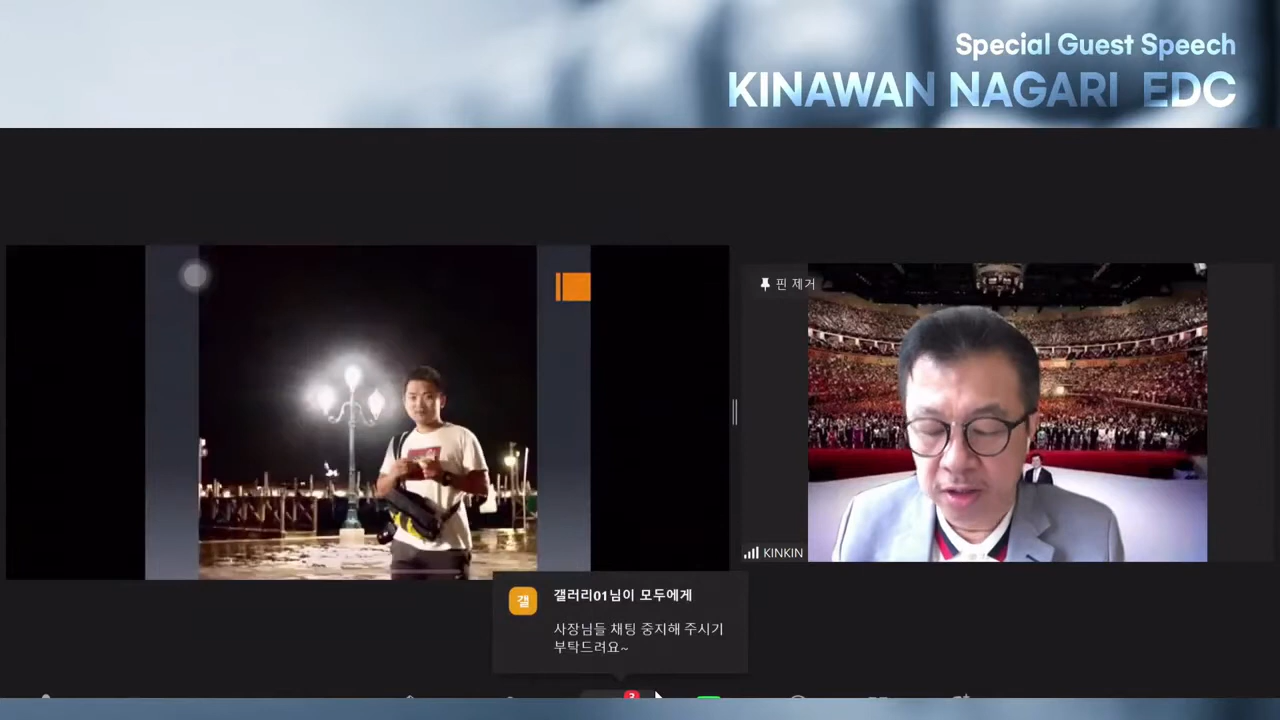 Special Guest Speech
KINAWAN NAGARI EDC
핀 제거
KINKIN
갤
갤러리01님이 모두에게
사장님들 채팅 중지해 주시기
부탁드려요~
3